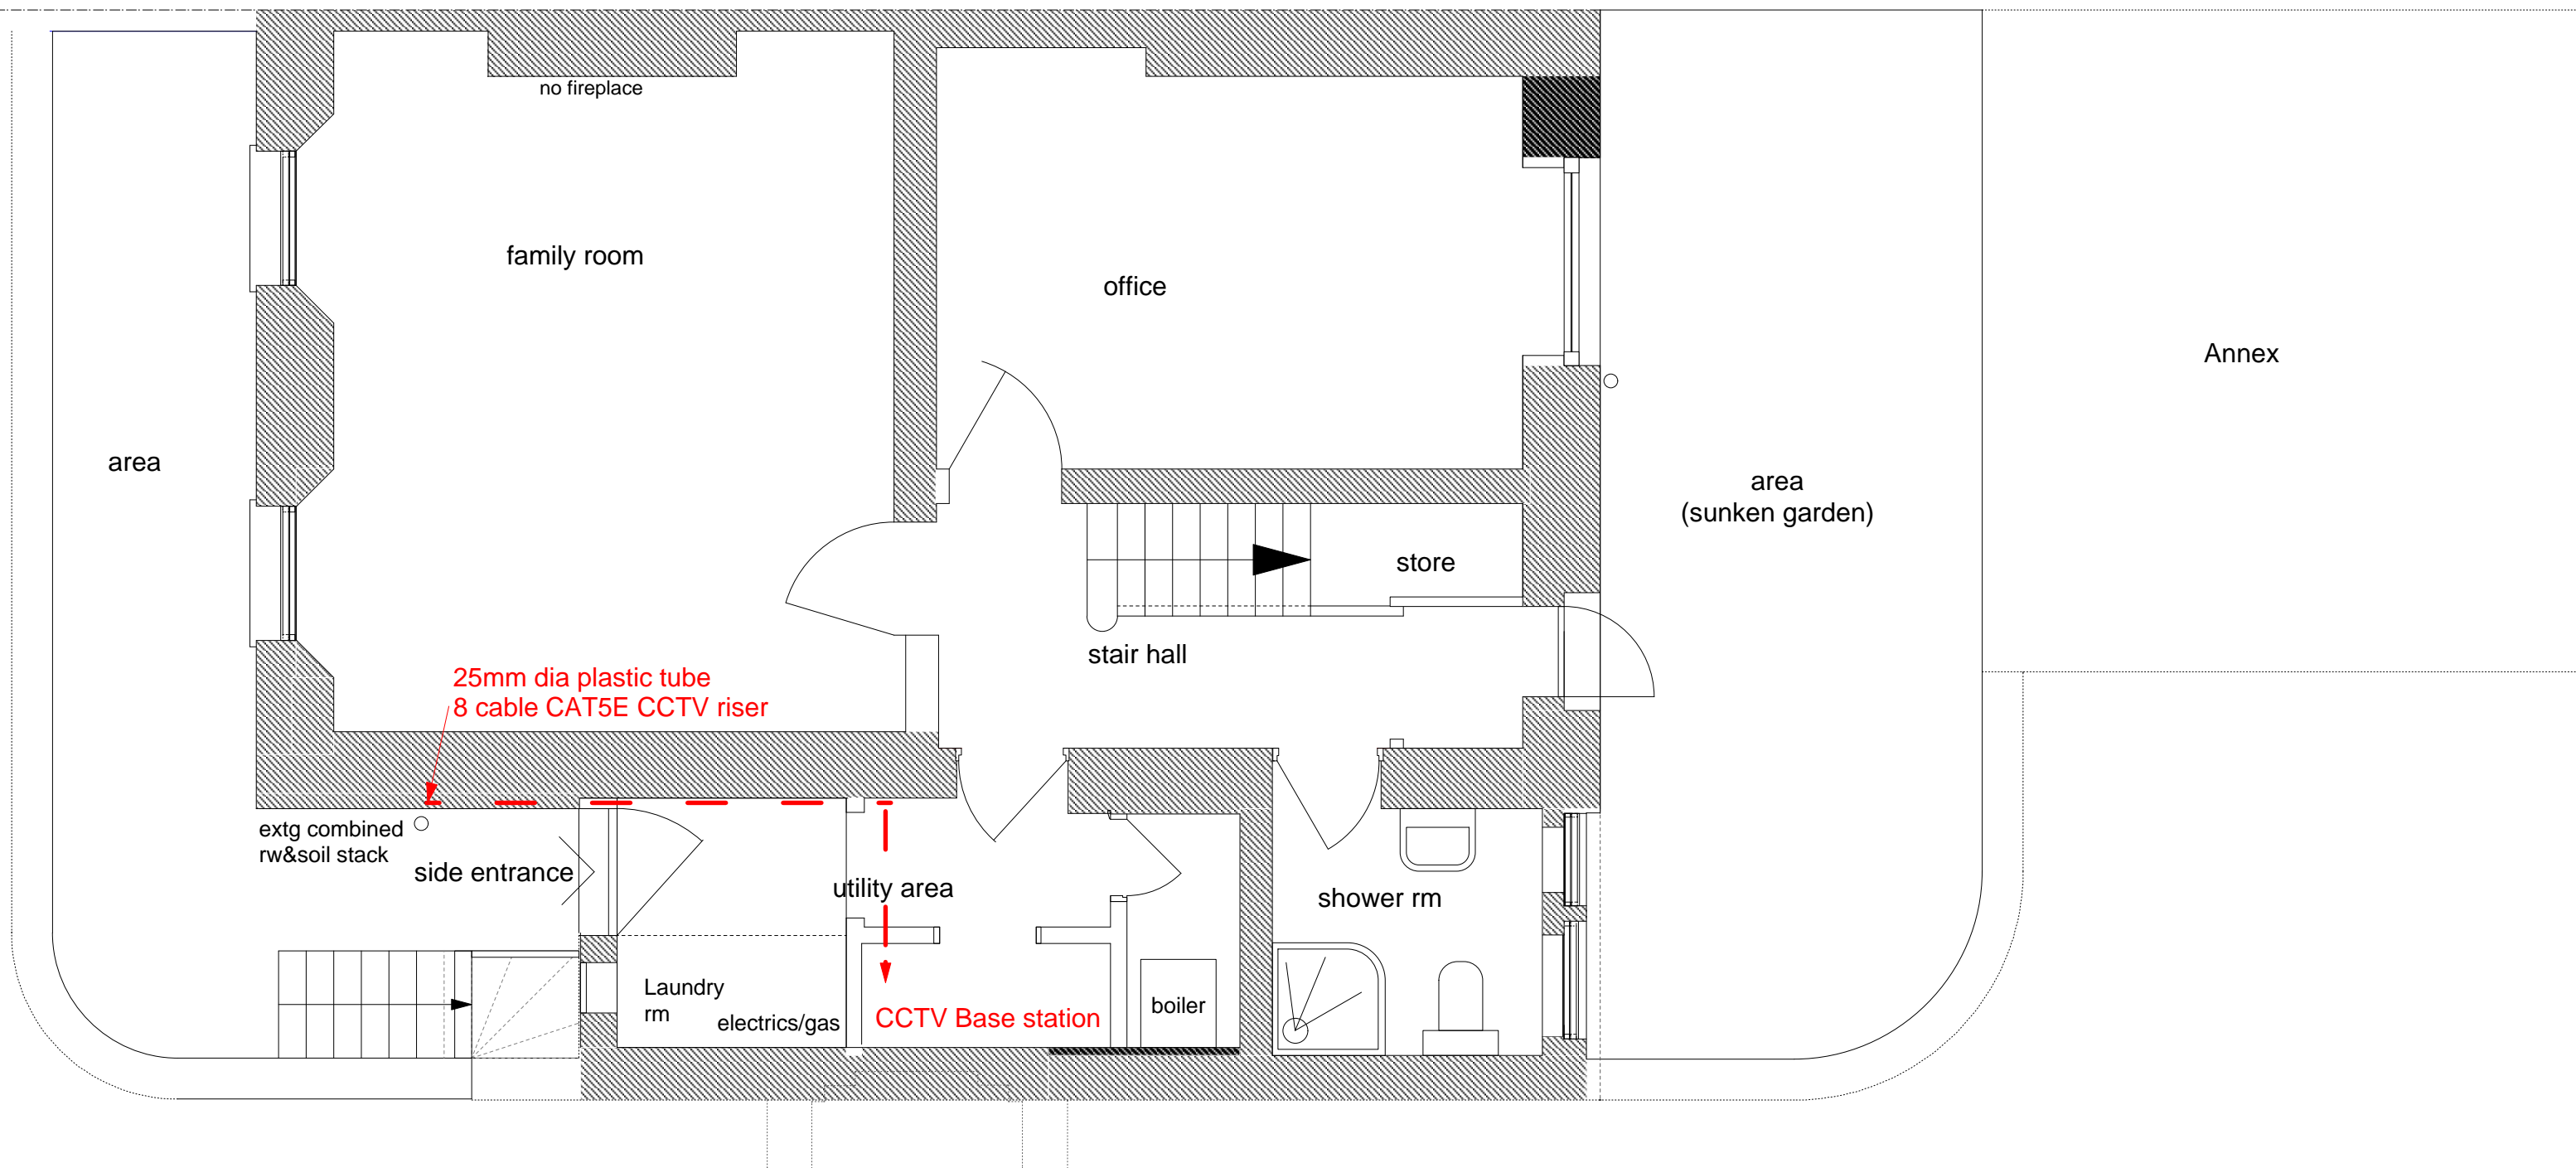 no fireplace
family room
office
Annex
area
area
(sunken garden)
store
stair hall
25mm dia plastic tube
8 cable CAT5E CCTV riser
extg combined
rw&soil stack
side entrance
utility area
shower rm
Laundry
rm
electrics/gas
CCTV Base station
boiler